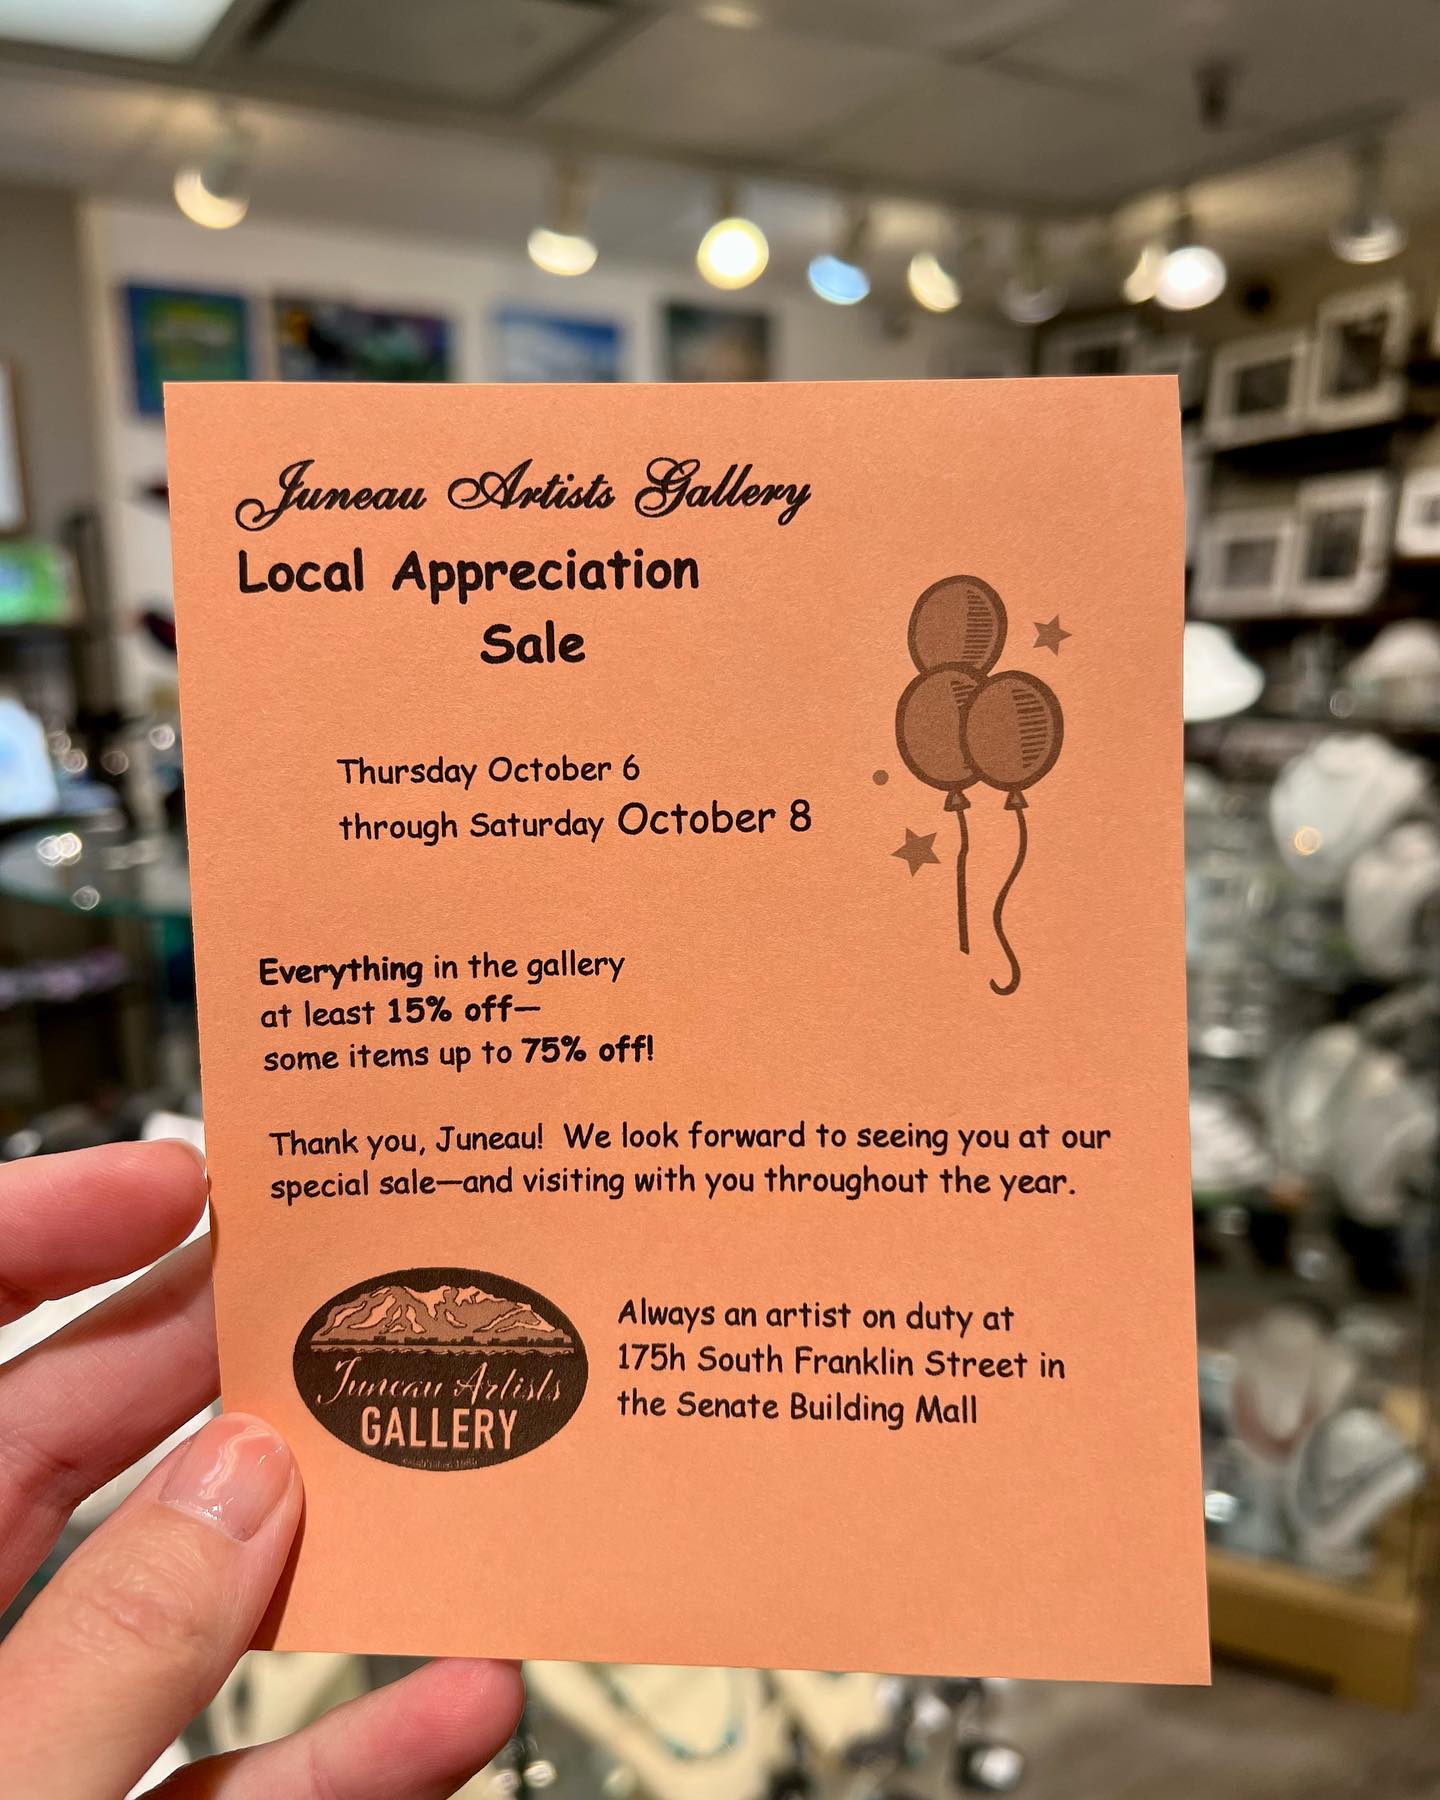 Juneau Artists Gallery
Local Appreciation
Sale
Thursday October 6
through Saturday October 8
Everything in the gallery
at least 15% off—
some items up to 75% off!
Thank you, Juneau!  We look forward to seeing you at our
special sale—and visiting with you throughout the year.
Juneau Artists
GALLERY
Always an artist on duty at
175h South Franklin Street in
the Senate Building Mall